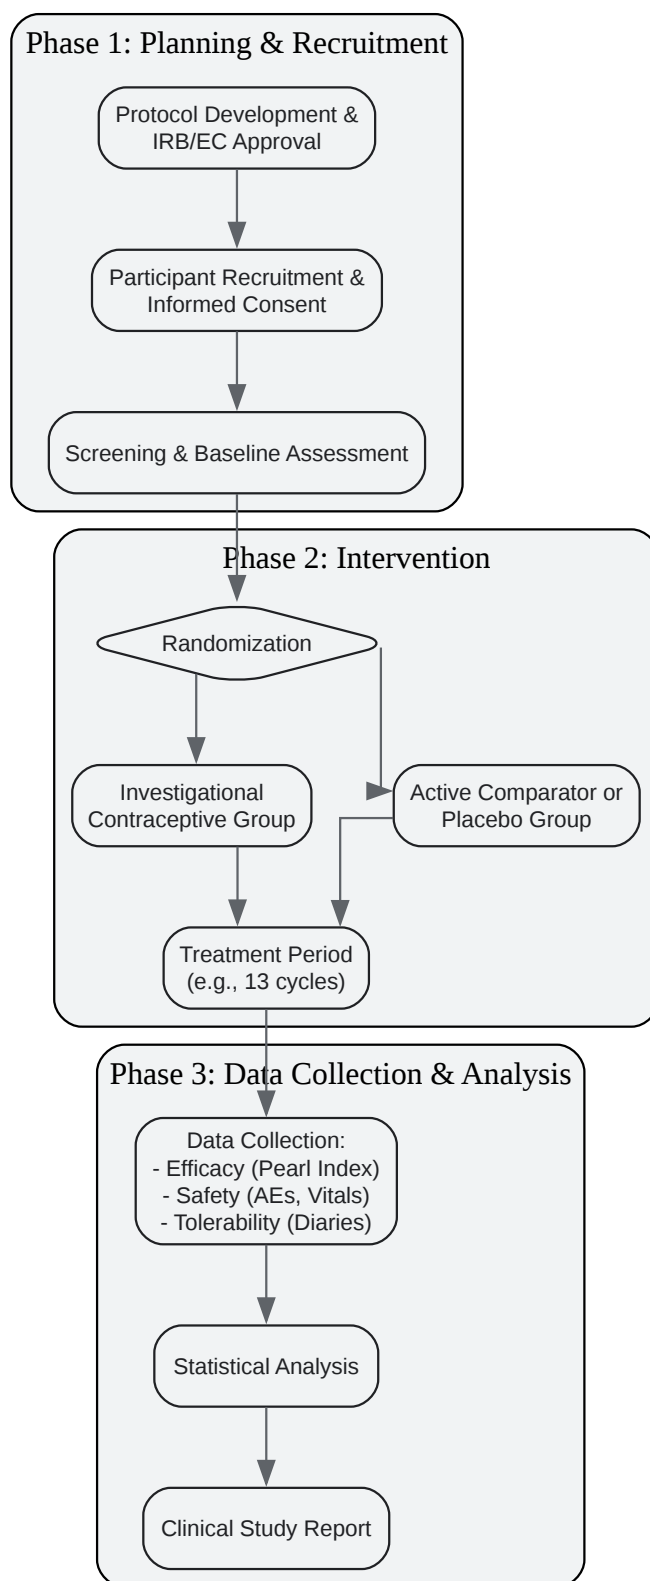 Phase 1: Planning & Recruitment
Protocol Development &
IRB/EC Approval
Participant Recruitment &
Informed Consent
Screening & Baseline Assessment
Phase 2: Intervention
Randomization
Investigational
Contraceptive Group
Active Comparator or
Placebo Group
Treatment Period
(e.g., 13 cycles)
Phase 3: Data Collection & Analysis
Data Collection:
- Efficacy (Pearl Index)
- Safety (AEs, Vitals)
- Tolerability (Diaries)
Statistical Analysis
Clinical Study Report